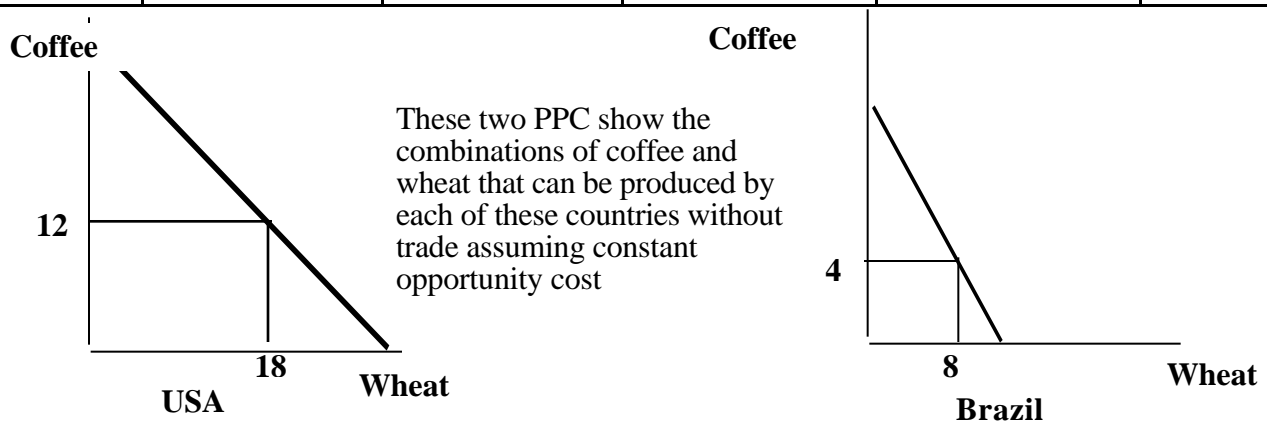 Coffee
12
18
Wheat
USA
These two PPC show the
combinations of coffee and
wheat that can be produced by
each of these countries without
trade assuming constant
opportunity cost
Coffee
4
8
Wheat
Brazil